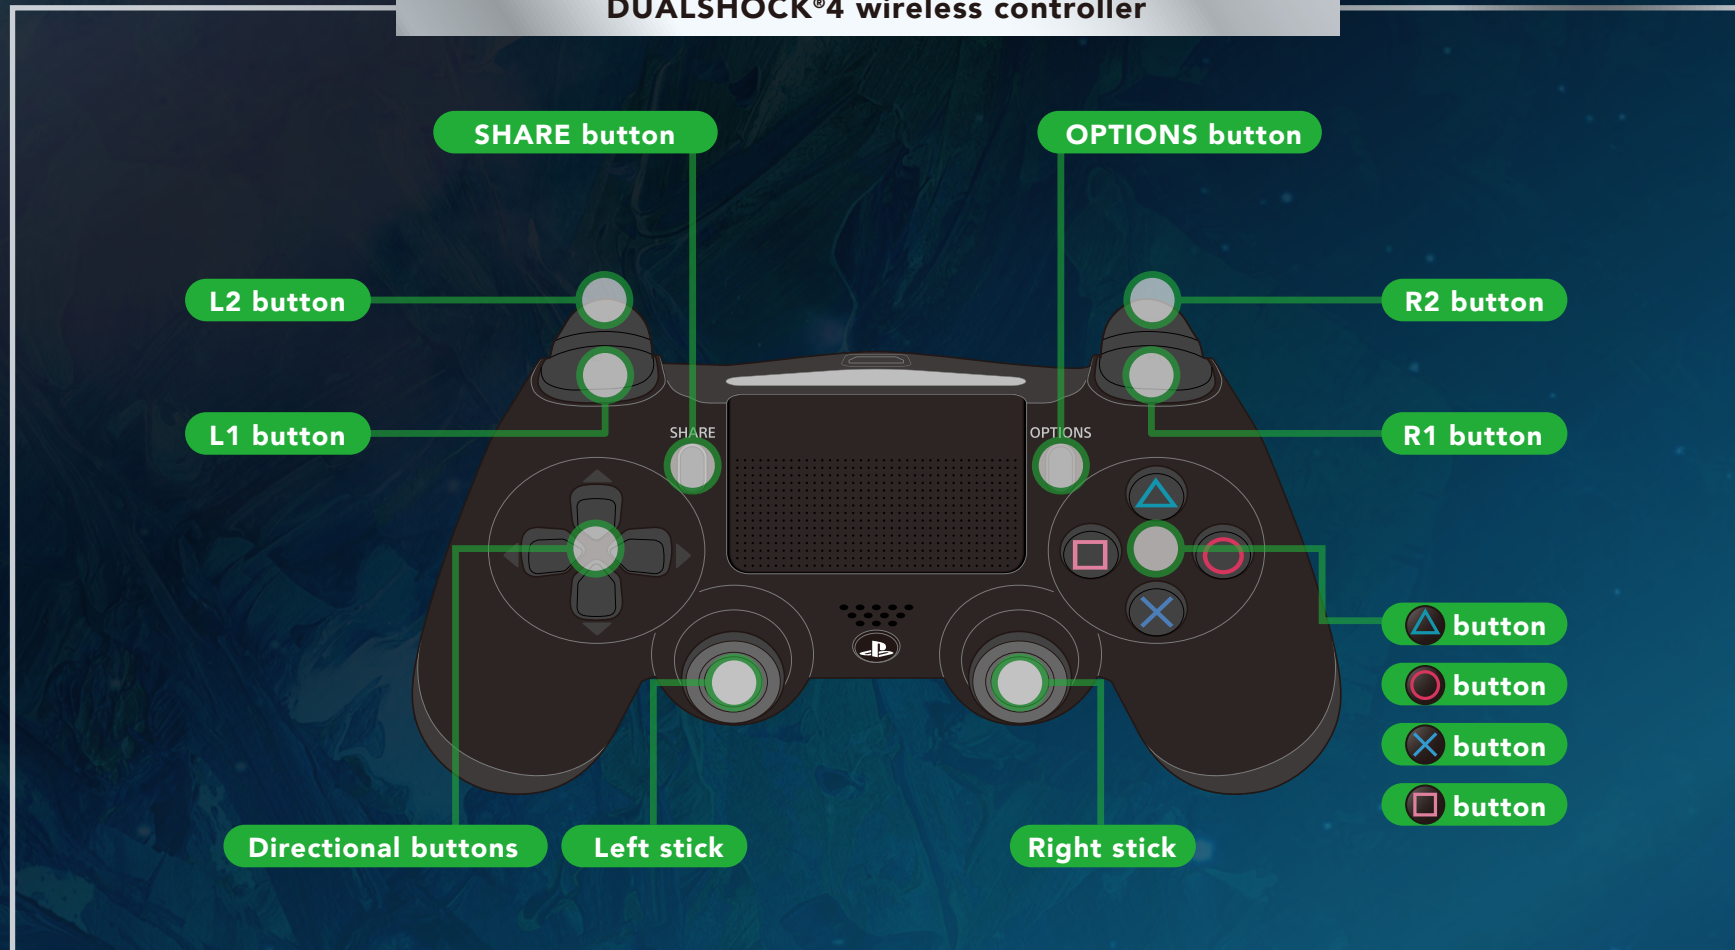 DUALSHOCK®4 wireless controller
SHARE button
OPTIONS button
L2 button
R2 button
L1 button
R1 button
SHARE
OPTIONS
button
button
button
button
Directional buttons
Left stick
Right stick